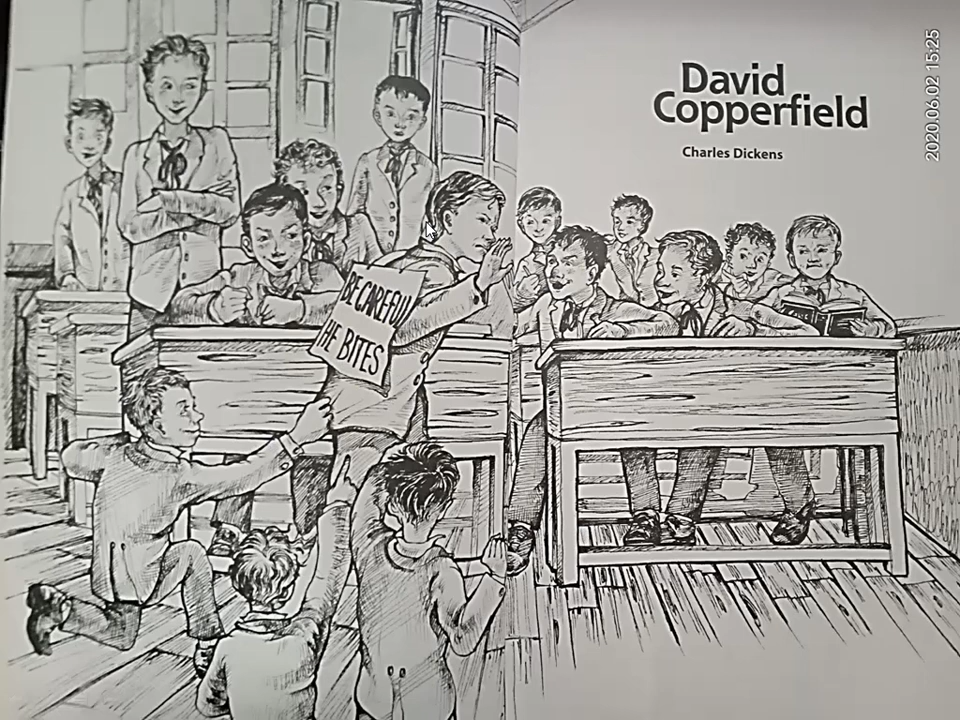 David
Copperfield
Charles Dickens
2020.06.02 15:25
BE CAREFUL
HE BITES